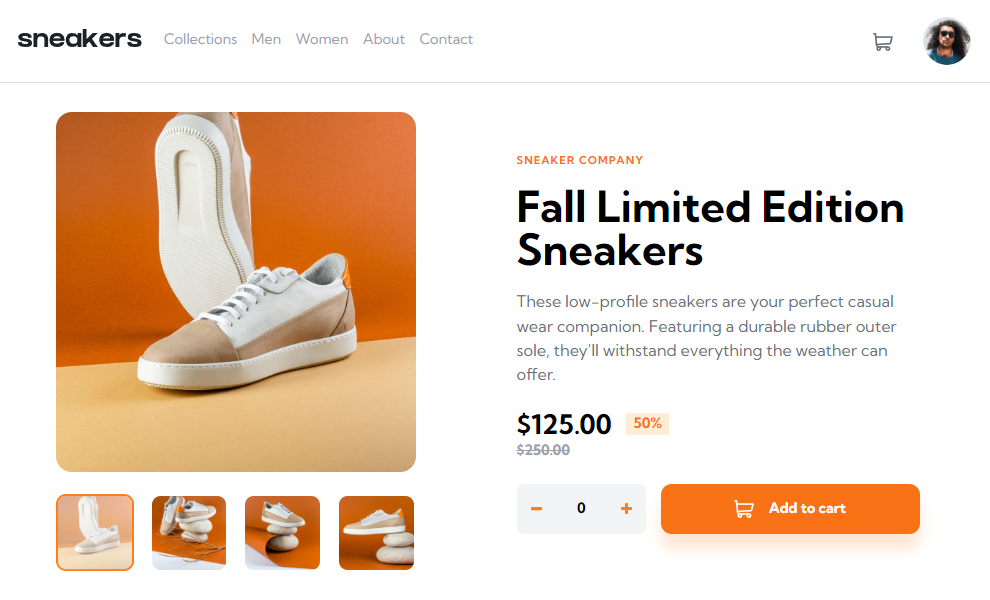 sneakers Collections Men Women About Contact
SNEAKER COMPANY
Fall Limited Edition
Sneakers
These low-profile sneakers are your perfect casual
wear companion. Featuring a durable rubber outer
sole, they'll withstand everything the weather can
offer.
$125.00 50%
$250.00
0 Add to cart